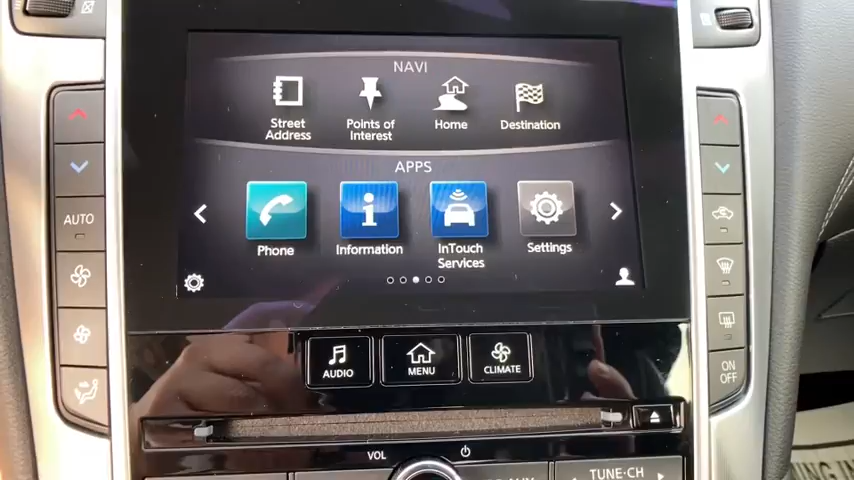 NAVI
Street Address
Points of Interest
Home
Destination
APPS
Phone
Information
InTouch Services
Settings
AUTO
AUDIO
MENU
CLIMATE
ON OFF
VOL
AUX
TUNE·CH